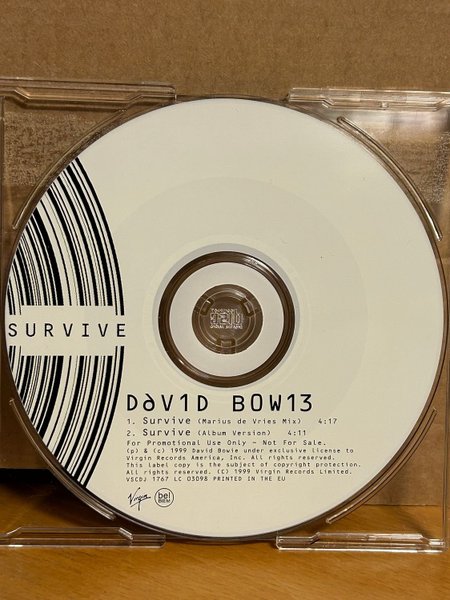 SURVIVE
DAV1D BOW13
1. Survive (Marius de Vries Mix) 4:17
2. Survive (Album Version) 4:11
For Promotional Use Only – Not For Sale.
(p) & (c) 1999 David Bowie under exclusive license to
Virgin Records America, Inc. All rights reserved.
This label copy is the subject of copyright protection.
All rights reserved. (C) 1999 Virgin Records Limited.
VSCDJ 1767 LC 03098 PRINTED IN THE EU
Virgin